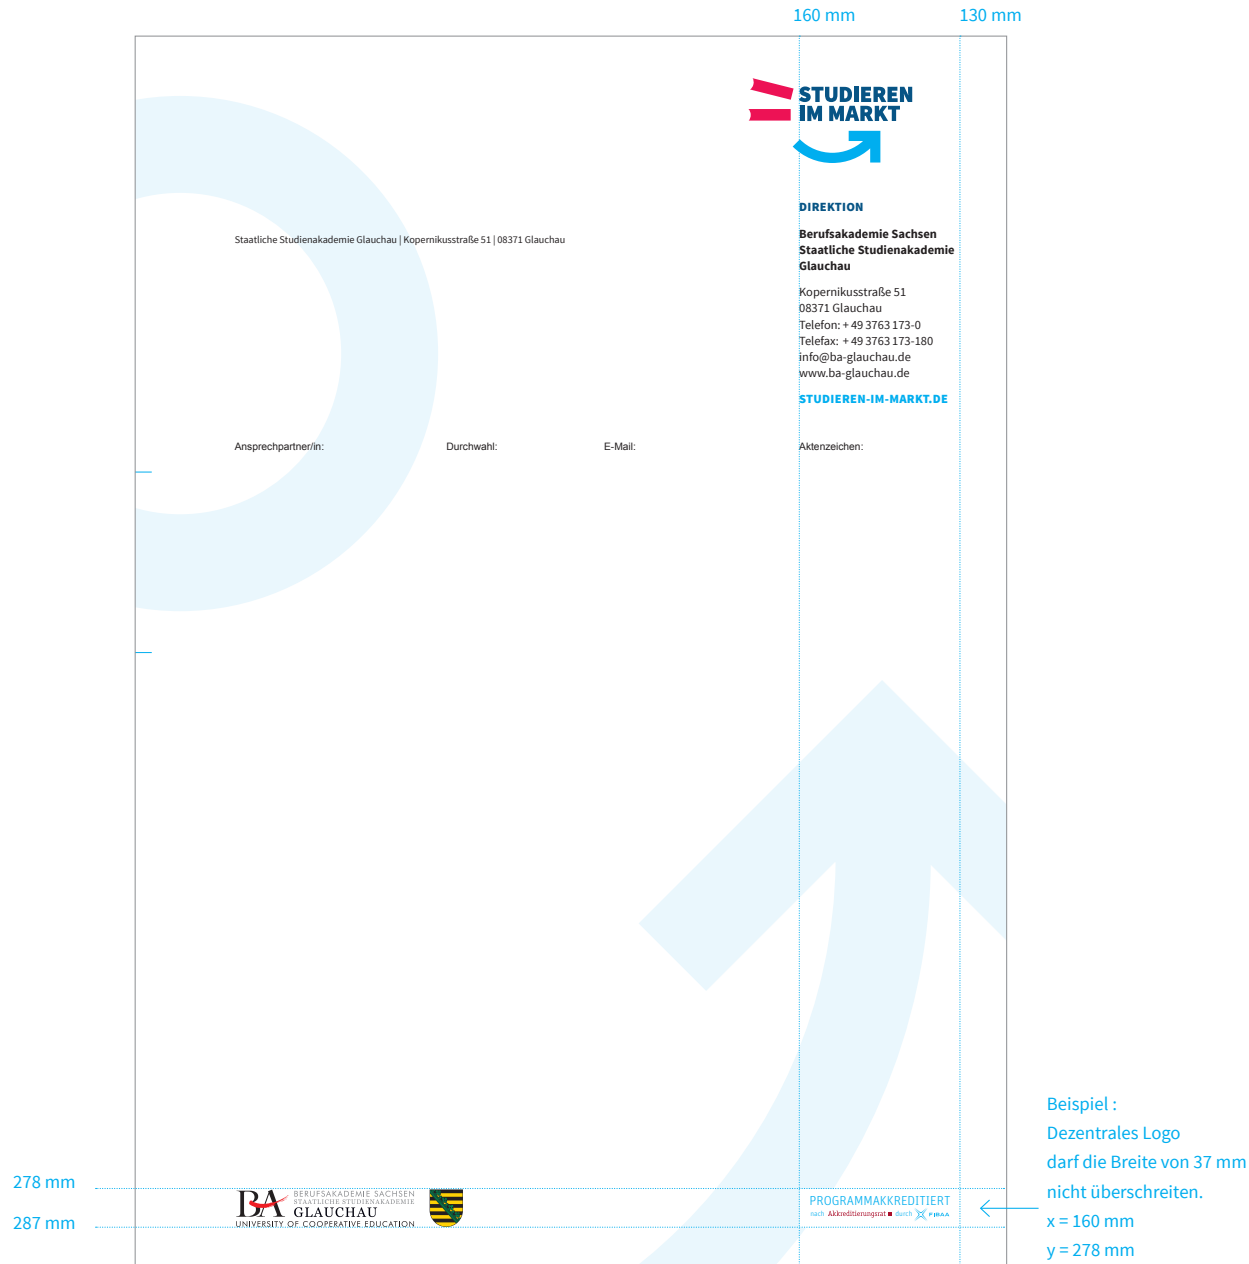 160 mm
130 mm
STUDIEREN
IM MARKT
DIREKTION
Berufsakademie Sachsen
Staatliche Studienakademie
Glauchau
Staatliche Studienakademie Glauchau | Kopernikusstraße 51 | 08371 Glauchau
Kopernikusstraße 51
08371 Glauchau
Telefon: + 49 3763 173-0
Telefax: + 49 3763 173-180
info@ba-glauchau.de
www.ba-glauchau.de
STUDIEREN-IM-MARKT.DE
Ansprechpartner/in: Durchwahl: E-Mail: Aktenzeichen:
Beispiel :
Dezentrales Logo
darf die Breite von 37 mm
nicht überschreiten.
x = 160 mm
y = 278 mm
278 mm
287 mm
BA
BERUFSAKADEMIE SACHSEN
STAATLICHE STUDIENAKADEMIE
GLAUCHAU
UNIVERSITY OF COOPERATIVE EDUCATION
PROGRAMMAKKREDITIERT
nach Akkreditierungsrat durch FIBAA